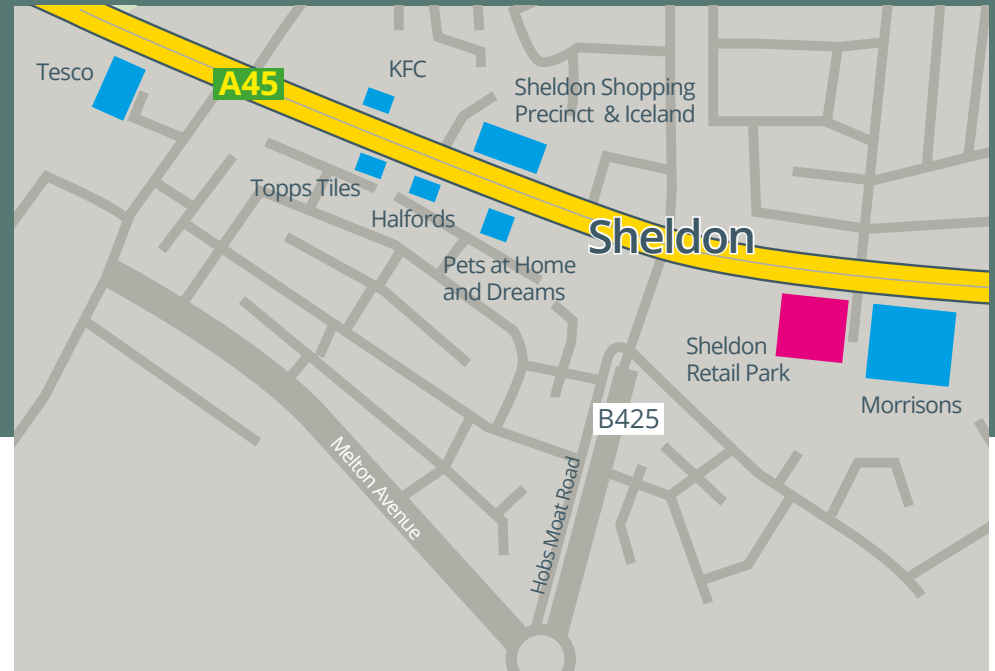 Tesco
A45
KFC
Sheldon Shopping
Precinct & Iceland
Topps Tiles
Halfords
Pets at Home
and Dreams
Sheldon
Sheldon
Retail Park
Morrisons
B425
Melton Avenue
Hobs Moat Road